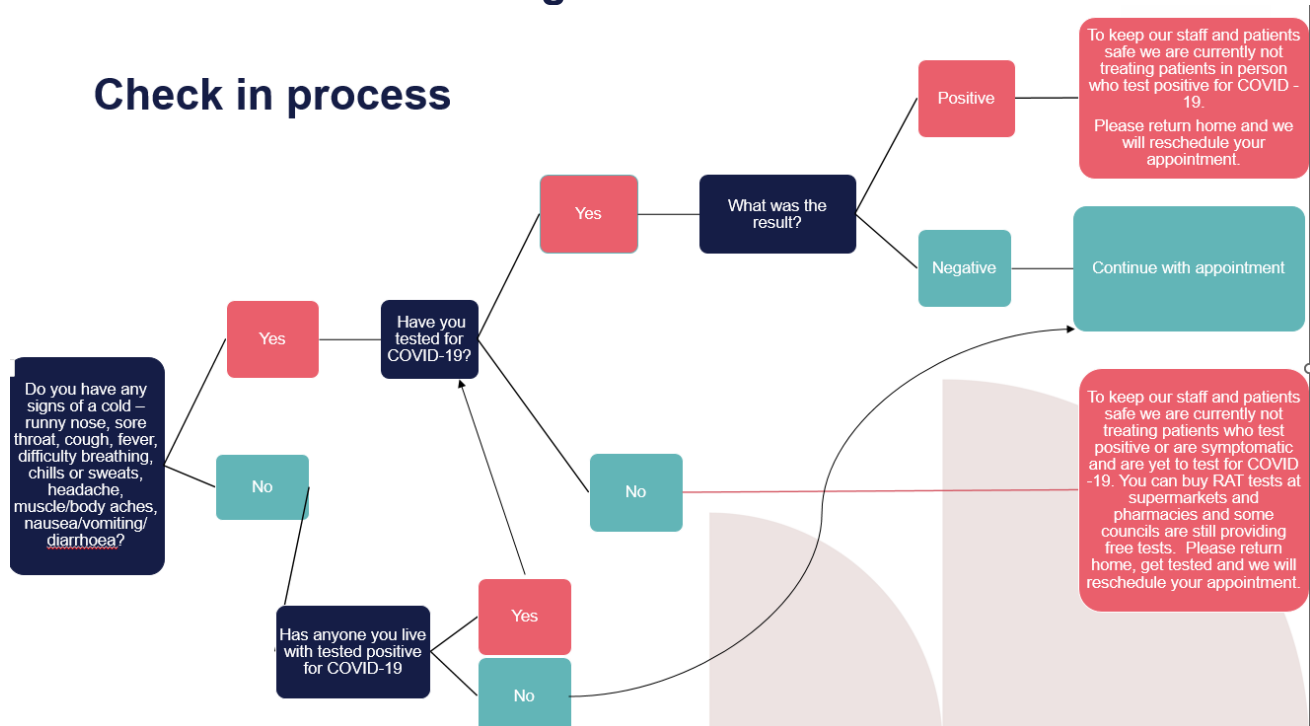 Check in process
Do you have any
signs of a cold –
runny nose, sore
throat, cough, fever,
difficulty breathing,
chills or sweats,
headache,
muscle/body aches,
nausea/vomiting/
diarrhoea?
Yes
No
Have you
tested for
COVID-19?
Has anyone you live
with tested positive
for COVID-19
Yes
No
Yes
No
What was the
result?
Positive
Negative
To keep our staff and patients
safe we are currently not
treating patients in person
who test positive for COVID -
19.
Please return home and we
will reschedule your
appointment.
Continue with appointment
To keep our staff and patients
safe we are currently not
treating patients who test
positive or are symptomatic
and are yet to test for COVID
-19. You can buy RAT tests at
supermarkets and
pharmacies and some
councils are still providing
free tests.  Please return
home, get tested and we will
reschedule your appointment.